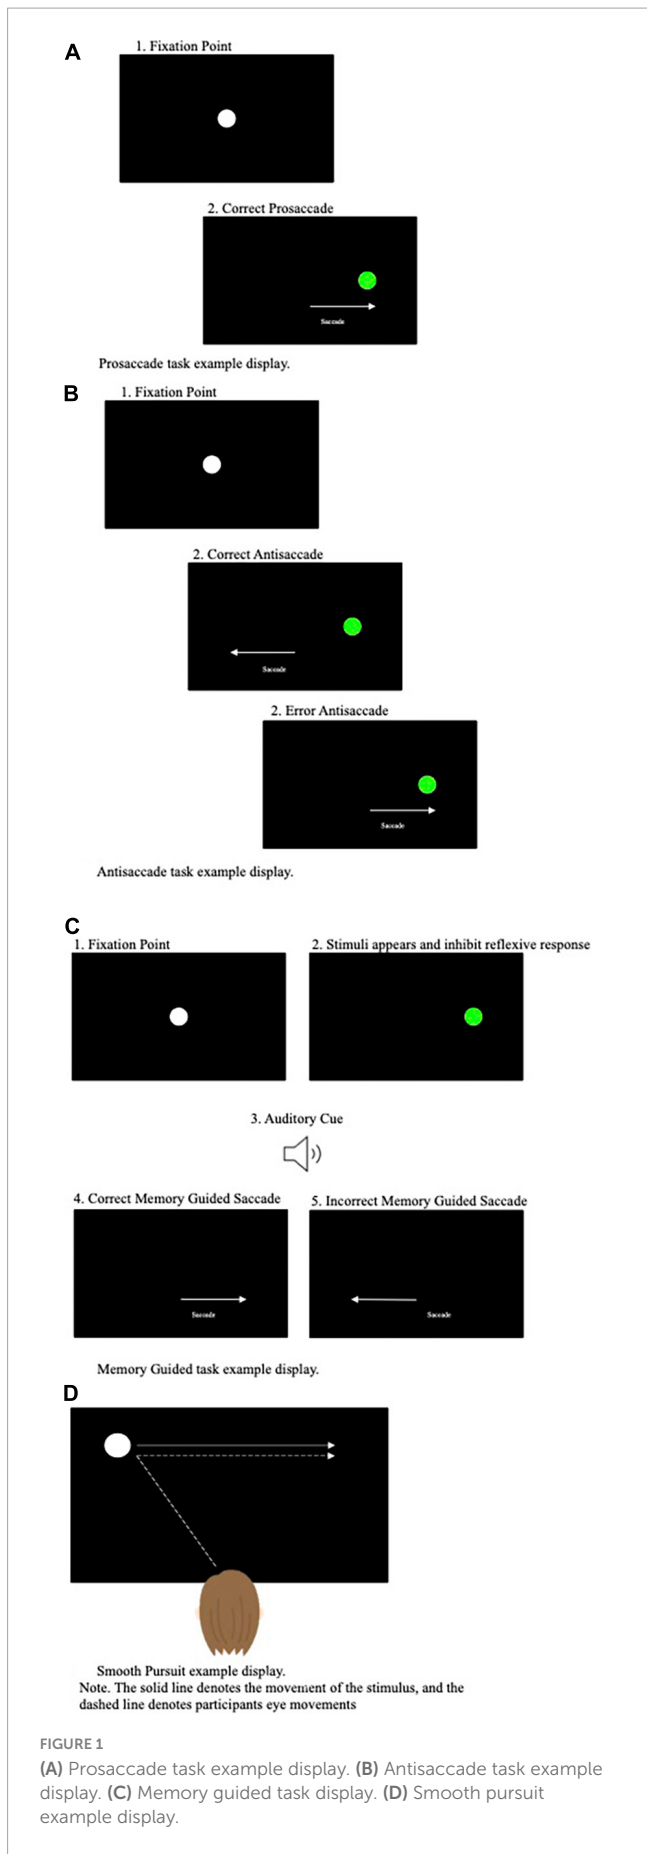 A
1. Fixation Point
2. Correct Prosaccade
Saccade
Prosaccade task example display.
B
1. Fixation Point
2. Correct Antisaccade
Saccade
2. Error Antisaccade
Saccade
Antisaccade task example display.
C
1. Fixation Point
2. Stimuli appears and inhibit reflexive response
3. Auditory Cue
4. Correct Memory Guided Saccade
5. Incorrect Memory Guided Saccade
Saccade
Saccade
Memory Guided task example display.
D
Smooth Pursuit example display.
Note. The solid line denotes the movement of the stimulus, and the
dashed line denotes participants eye movements
FIGURE 1
(A) Prosaccade task example display. (B) Antisaccade task example
display. (C) Memory guided task display. (D) Smooth pursuit
example display.